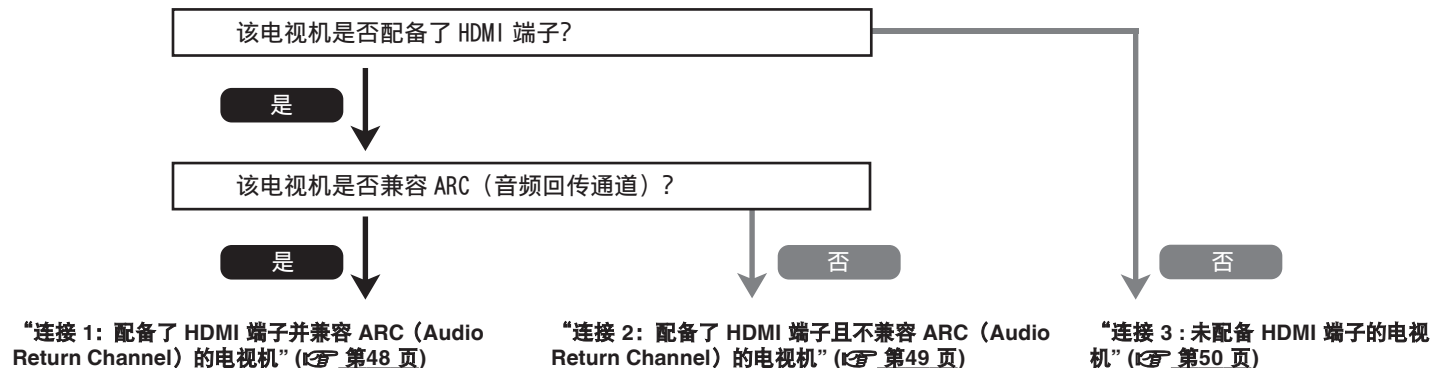 该电视机是否配备了 HDMI 端子？
是
该电视机是否兼容 ARC（音频回传通道）？
是
否
否
“连接 1：配备了 HDMI 端子并兼容 ARC（Audio
Return Channel）的电视机” (☞ 第48 页)
“连接 2：配备了 HDMI 端子且不兼容 ARC（Audio
Return Channel）的电视机” (☞ 第49 页)
“连接 3 : 未配备 HDMI 端子的电视
机” (☞ 第50 页)